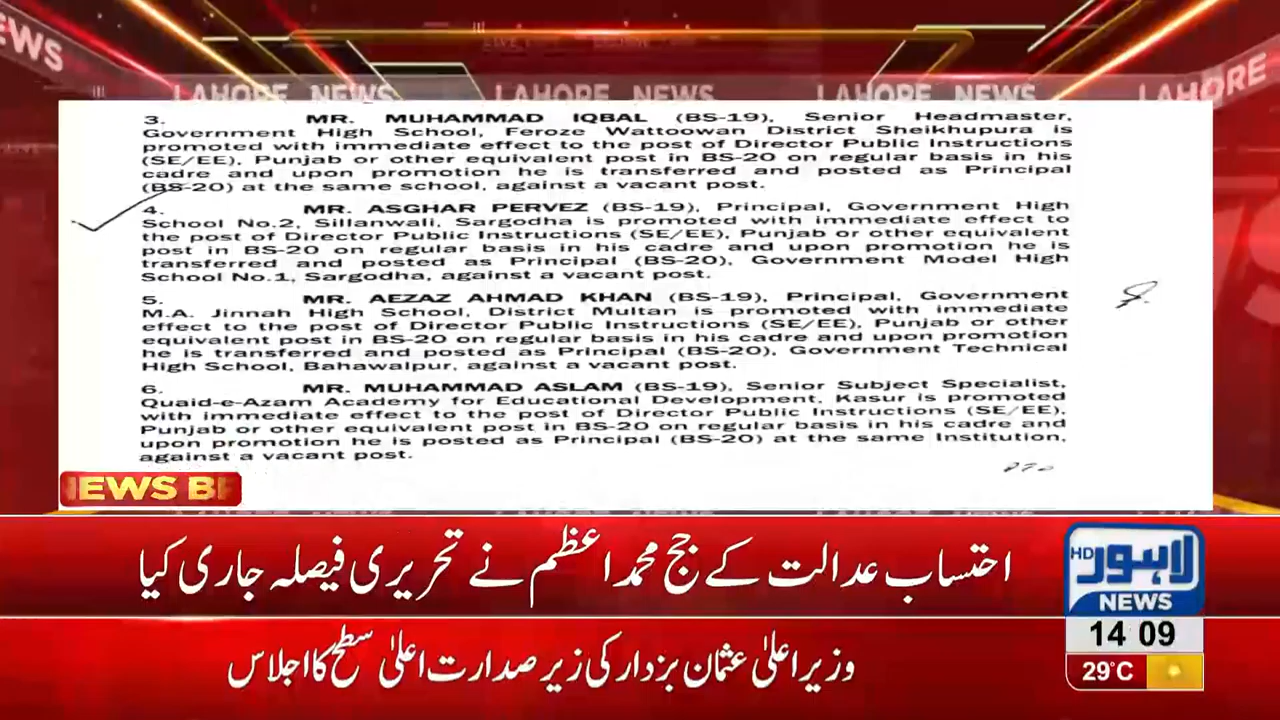 NEWS
LAHORE NEWS
LAHORE NEWS
LAHORE NEWS
LAHORE
3. MR. MUHAMMAD IQBAL (BS-19), Senior Headmaster,
Government High School, Feroze Wattoowan District Sheikhupura is
promoted with immediate effect to the post of Director Public Instructions
(SE/EE), Punjab or other equivalent post in BS-20 on regular basis in his
cadre and upon promotion he is transferred and posted as Principal
(BS-20) at the same school, against a vacant post.
4. MR. ASGHAR PERVEZ (BS-19), Principal, Government High
School No.2, Sillanwali, Sargodha is promoted with immediate effect to
the post of Director Public Instructions (SE/EE), Punjab or other equivalent
post in BS-20 on regular basis in his cadre and upon promotion he is
transferred and posted as Principal (BS-20), Government Model High
School No.1, Sargodha, against a vacant post.
5. MR. AEZAZ AHMAD KHAN (BS-19), Principal, Government
M.A. Jinnah High School, District Multan is promoted with immediate
effect to the post of Director Public Instructions (SE/EE), Punjab or other
equivalent post in BS-20 on regular basis in his cadre and upon promotion
he is transferred and posted as Principal (BS-20), Government Technical
High School, Bahawalpur, against a vacant post.
6. MR. MUHAMMAD ASLAM (BS-19), Senior Subject Specialist,
Quaid-e-Azam Academy for Educational Development, Kasur is promoted
with immediate effect to the post of Director Public Instructions (SE/EE),
Punjab or other equivalent post in BS-20 on regular basis in his cadre and
upon promotion he is posted as Principal (BS-20) at the same Institution,
against a vacant post.
NEWS B
احتساب عدالت کے جج محمد اعظم نے تحریری فیصلہ جاری کیا
وزیر اعلیٰ عثمان بزدار کی زیر صدارت اعلیٰ سطح کا اجلاس
HD لاہور
NEWS
14 09
29°C